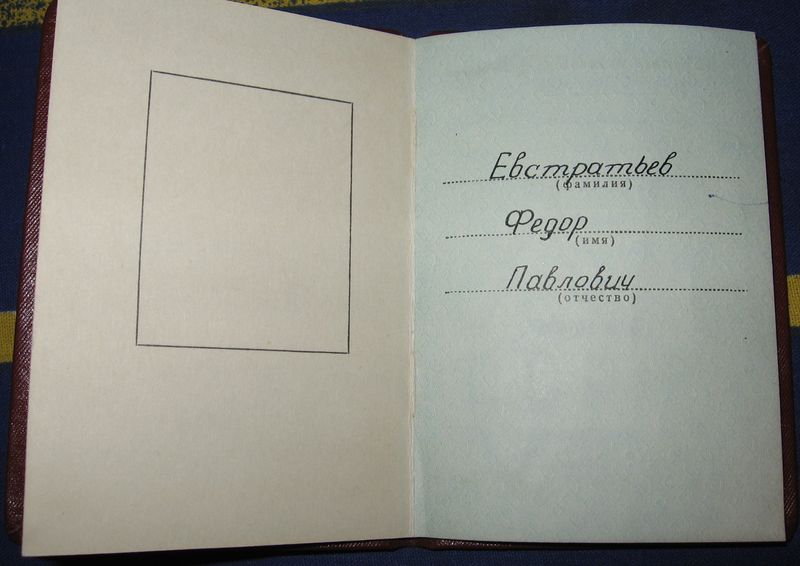 Евстратьев
(фамилия)
Федор
(имя)
Павлович
(отчество)